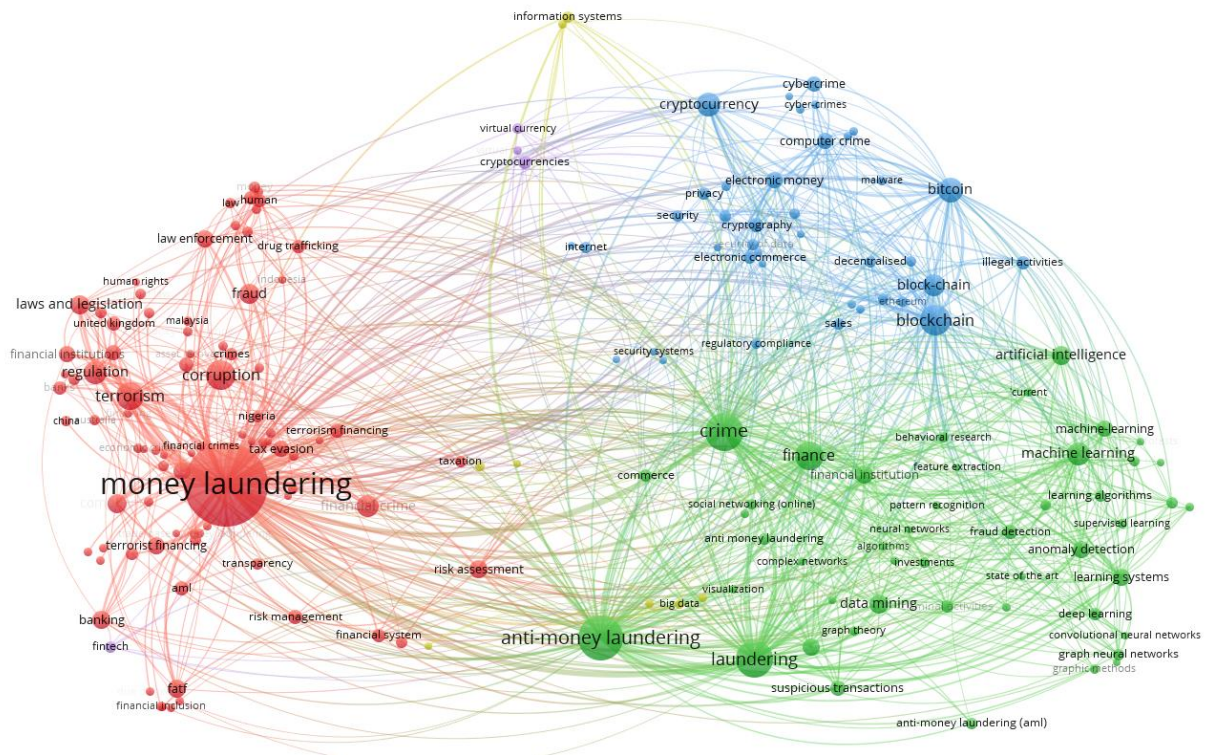 information systems
cybercrime
cryptocurrency
cyber-crimes
virtual currency
computer crime
cryptocurrencies
electronic money
malware
bitcoin
privacy
law
human
security
cryptography
law enforcement
drug trafficking
internet
security of data
electronic commerce
decentralised
illegal activities
human rights
indonesia
fraud
block-chain
laws and legislation
ethereum
united kingdom
malaysia
sales
blockchain
regulatory compliance
financial institutions
crimes
security systems
artificial intelligence
regulation
corruption
terrorism
'current
nigeria
china
australia
terrorism financing
crime
behavioral research
machine-learning
financial crimes
tax evasion
finance
machine learning
taxation
feature extraction
commerce
financial institution
money laundering
learning algorithms
financial crime
social networking (online)
pattern recognition
supervised learning
neural networks
fraud detection
terrorist financing
anti money laundering
algorithms
anomaly detection
transparency
complex networks
investments
risk assessment
state of the art
learning systems
aml
visualization
big data
data mining
deep learning
banking
risk management
financial system
anti-money laundering
graph theory
convolutional neural networks
fintech
laundering
graph neural networks
graphic methods
fatf
suspicious transactions
financial inclusion
anti-money laundering (aml)